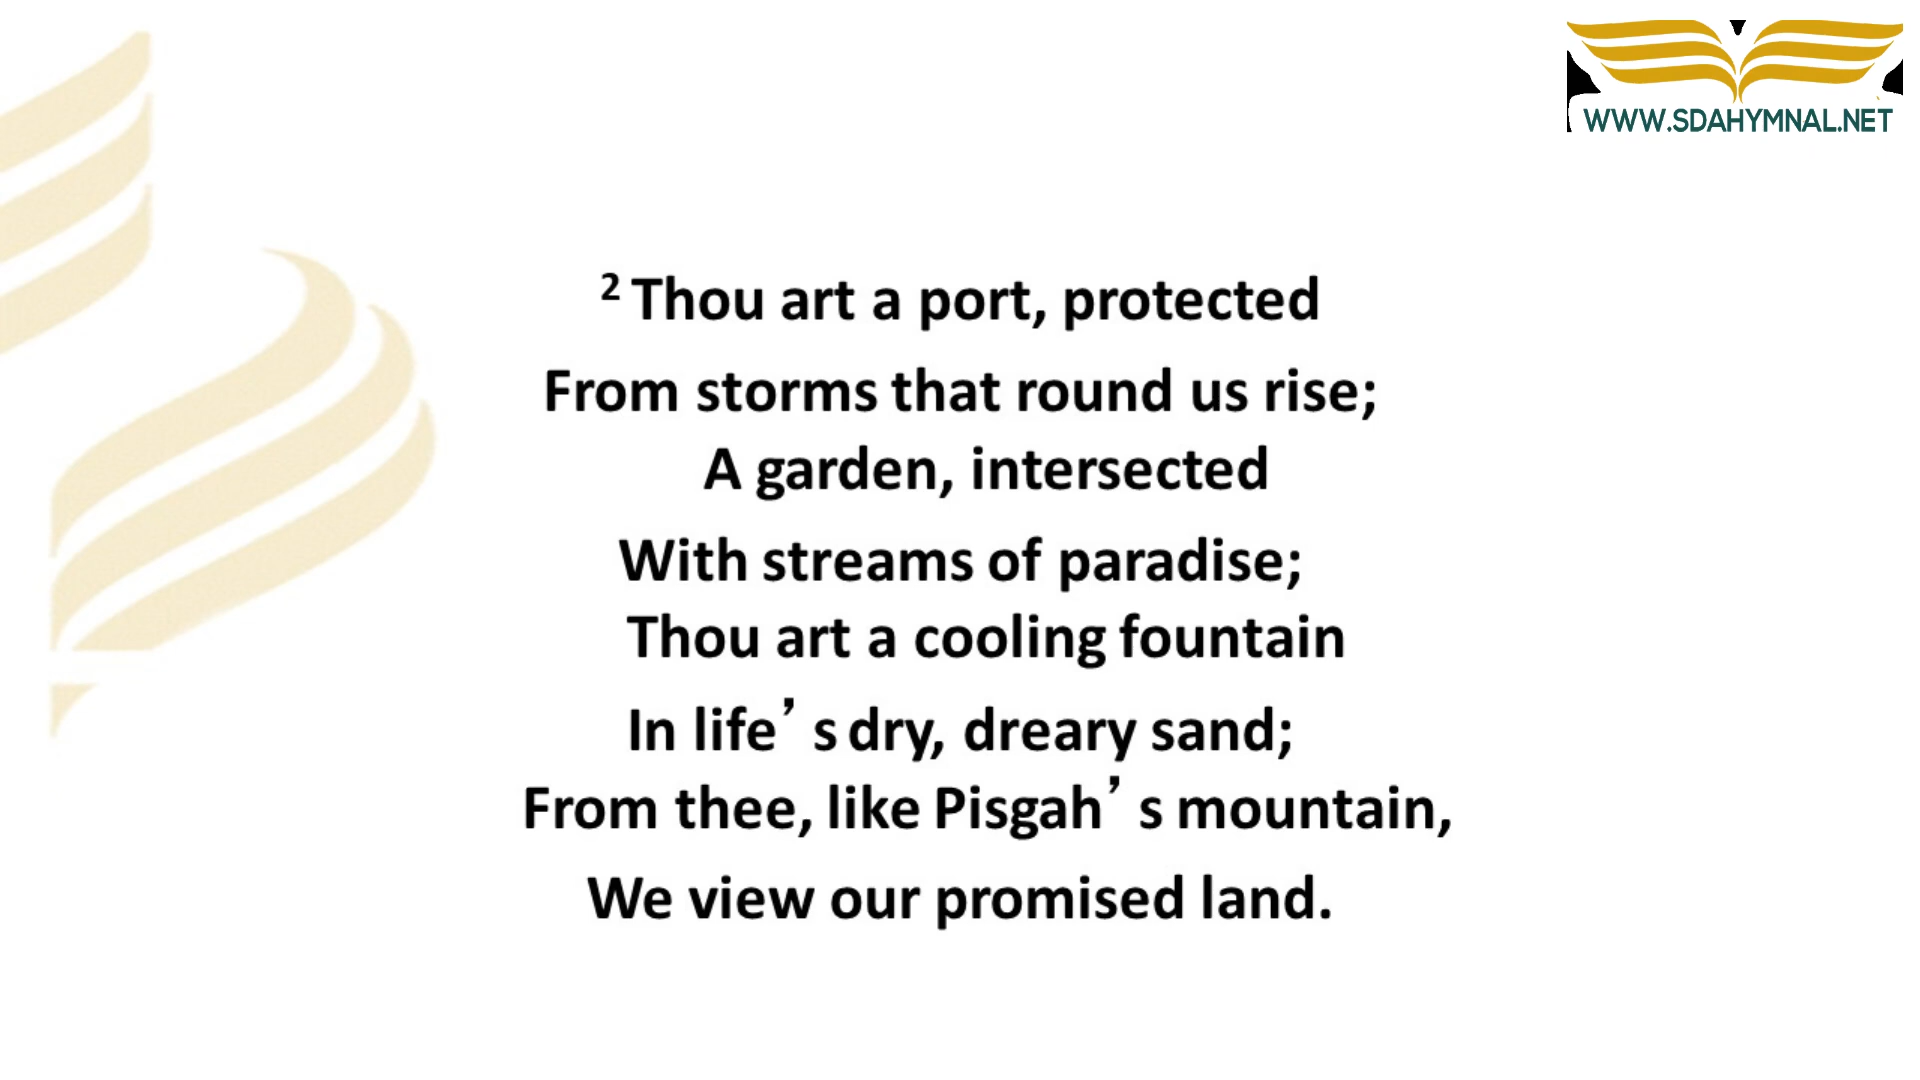 WWW.SDAHYMNAL.NET
2 Thou art a port, protected
From storms that round us rise;
A garden, intersected
With streams of paradise;
Thou art a cooling fountain
In life’s dry, dreary sand;
From thee, like Pisgah’s mountain,
We view our promised land.